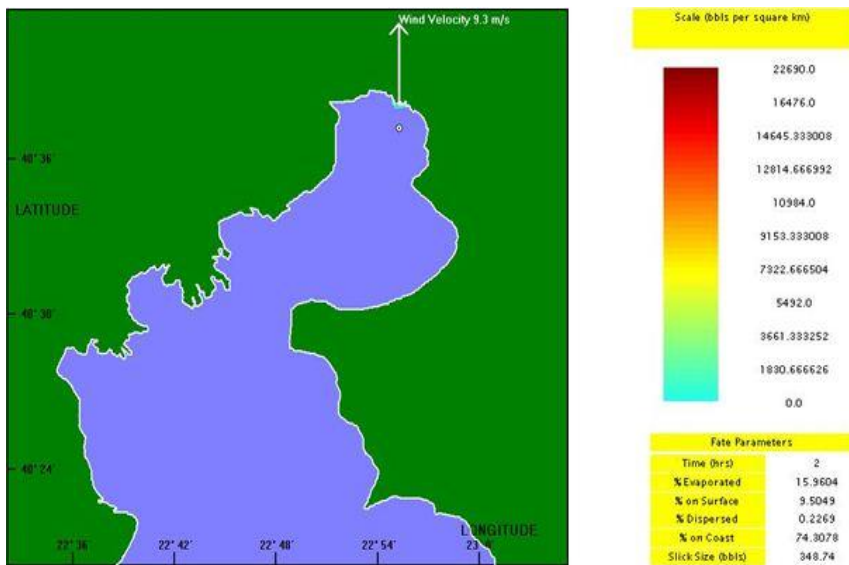 Wind Velocity 9.3 m/s
40° 36'
LATITUDE
40° 30'
40° 24'
LONGITUDE
22° 36'
22° 42'
22° 48'
22° 54'
Scale (bbls per square km)
22690.0
16476.0
14645.333008
12814.666992
10984.0
9153.333008
7322.666504
5492.0
3661.333252
1830.666626
0.0
Fate Parameters
Time (hrs) 2
% Evaporated 15.9604
% on Surface 9.5049
% Dispersed 0.2269
% on Coast 74.3078
Slick Size (bbls) 348.74